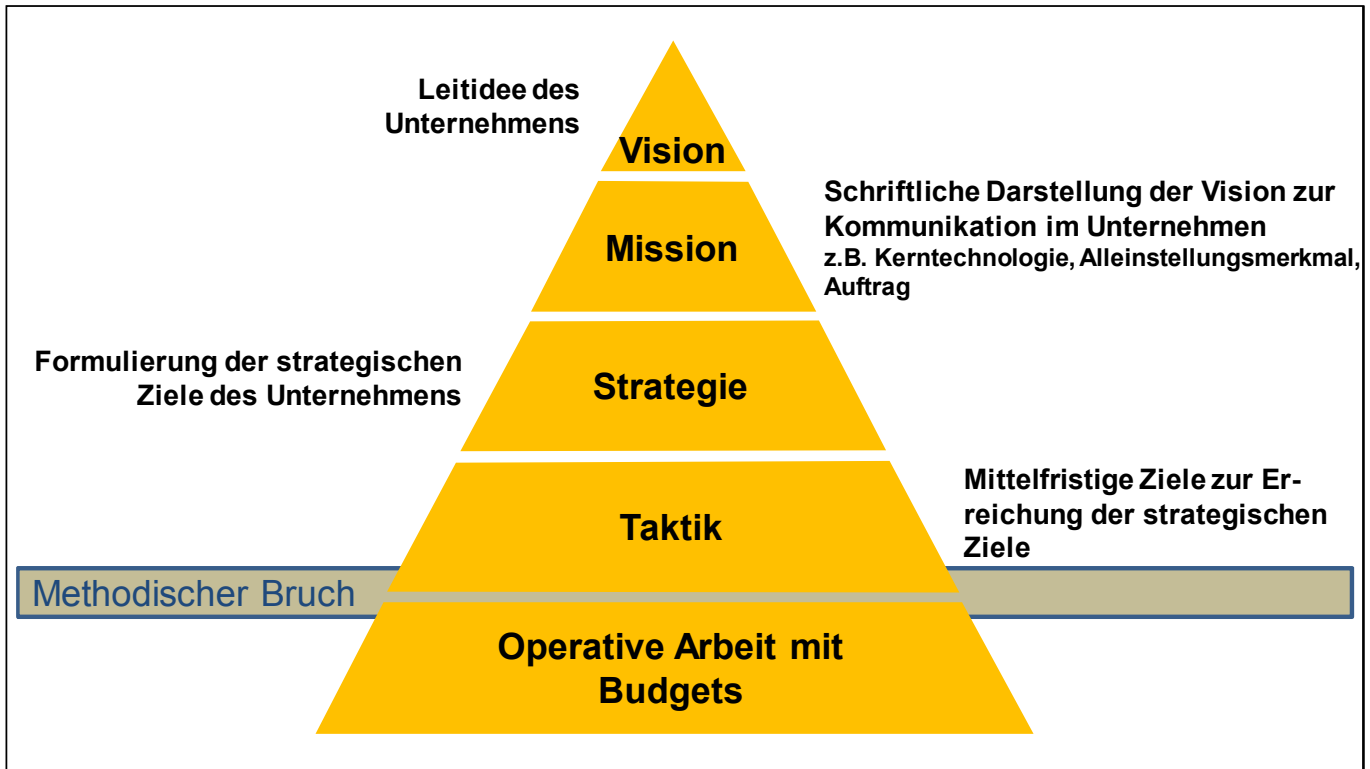 Leitidee des
Unternehmens
Vision
Schriftliche Darstellung der Vision zur
Kommunikation im Unternehmen
z.B. Kerntechnologie, Alleinstellungsmerkmal,
Auftrag
Mission
Formulierung der strategischen
Ziele des Unternehmens
Strategie
Mittelfristige Ziele zur Er-
reichung der strategischen
Ziele
Taktik
Methodischer Bruch
Operative Arbeit mit
Budgets